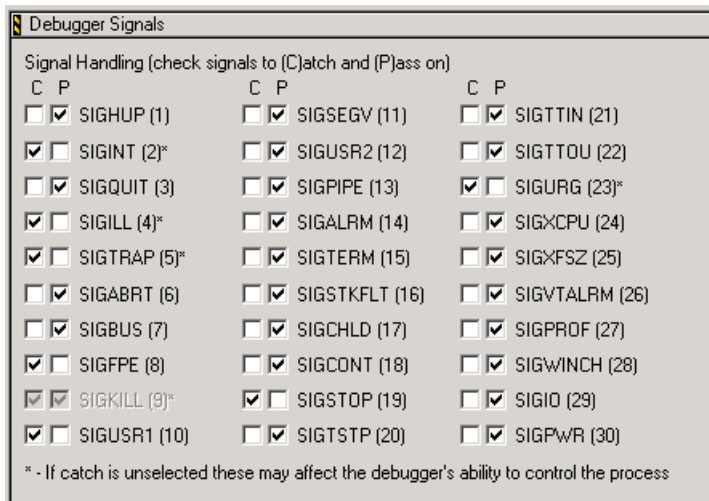 Debugger Signals
Signal Handling (check signals to (C)atch and (P)ass on)
C P C P C P
SIGHUP (1) SIGSEGV (11) SIGTTIN (21)
SIGINT (2)* SIGUSR2 (12) SIGTTOU (22)
SIGQUIT (3) SIGPIPE (13) SIGURG (23)*
SIGILL (4)* SIGALRM (14) SIGXCPU (24)
SIGTRAP (5)* SIGTERM (15) SIGXFSZ (25)
SIGABRT (6) SIGSTKFLT (16) SIGVTALRM (26)
SIGBUS (7) SIGCHLD (17) SIGPROF (27)
SIGFPE (8) SIGCONT (18) SIGWINCH (28)
SIGKILL (9)* SIGSTOP (19) SIGIO (29)
SIGUSR1 (10) SIGTSTP (20) SIGPWR (30)
* - If catch is unselected these may affect the debugger's ability to control the process